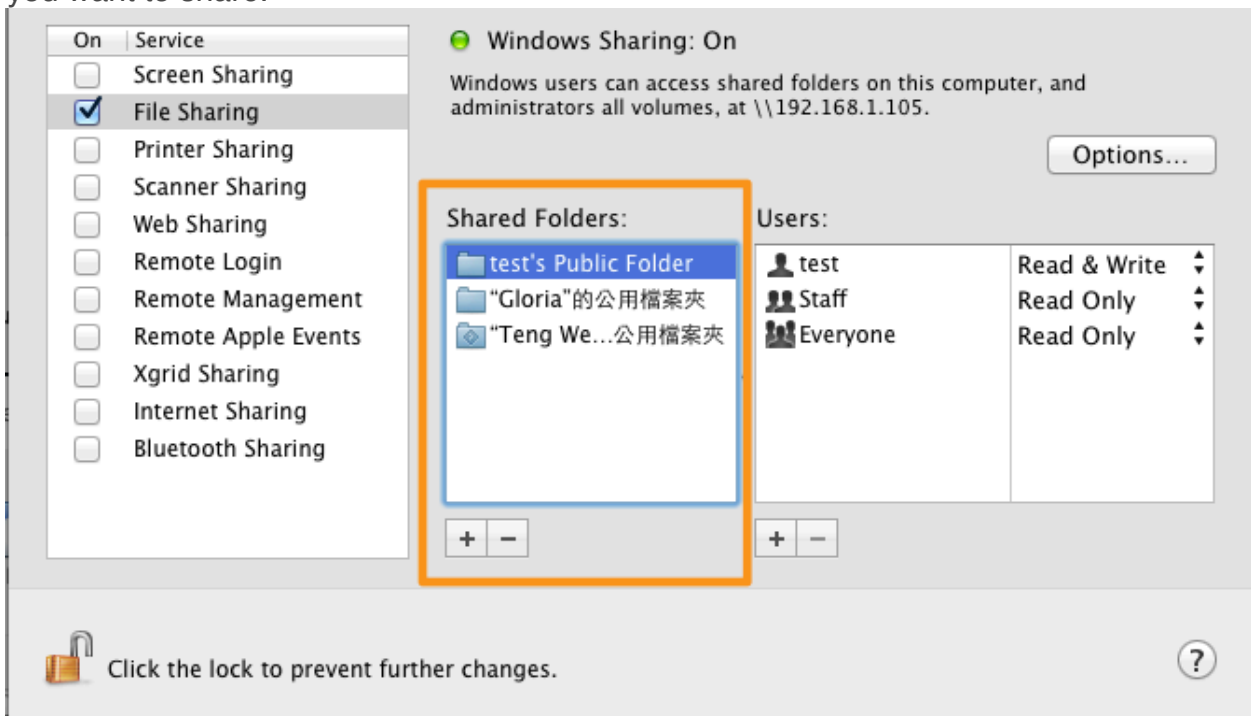 you want to share.
On Service
Screen Sharing
File Sharing
Printer Sharing
Scanner Sharing
Web Sharing
Remote Login
Remote Management
Remote Apple Events
Xgrid Sharing
Internet Sharing
Bluetooth Sharing
Windows Sharing: On
Windows users can access shared folders on this computer, and
administrators all volumes, at \\192.168.1.105.
Options...
Shared Folders:
test's Public Folder
“Gloria”的公用檔案夾
“Teng We...公用檔案夾
+ −
Users:
test Read & Write
Staff Read Only
Everyone Read Only
+ −
Click the lock to prevent further changes.
?